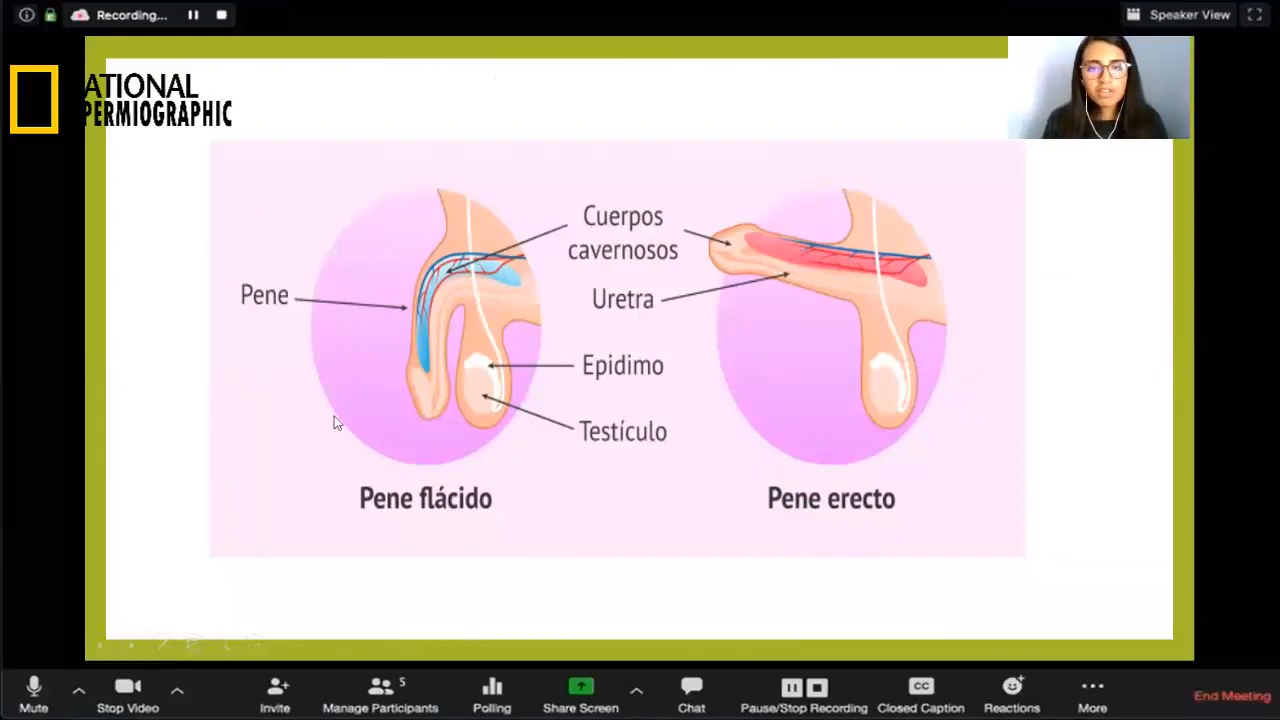 Recording...
Speaker View
ATIONAL
PERMIOGRAPHIC
Cuerpos
cavernosos
Pene
Uretra
Epidimo
Testículo
Pene flácido
Pene erecto
5
Mute
Stop Video
Invite
Manage Participants
Polling
Share Screen
Chat
Pause/Stop Recording
CC
Closed Caption
Reactions
More
End Meeting